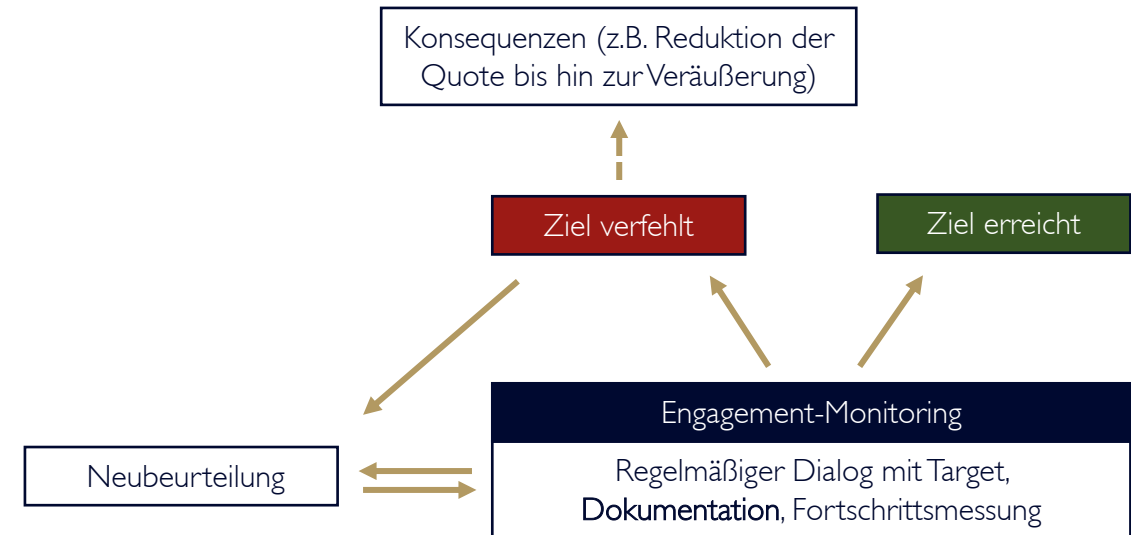 Konsequenzen (z.B. Reduktion der
Quote bis hin zur Veräußerung)
Ziel verfehlt
Ziel erreicht
Engagement-Monitoring
Neubeurteilung
Regelmäßiger Dialog mit Target,
Dokumentation, Fortschrittsmessung